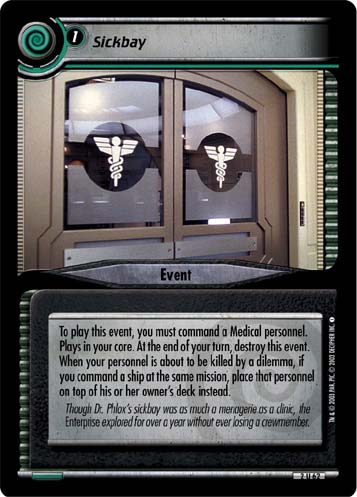 1 Sickbay
Event
To play this event, you must command a Medical personnel.
Plays in your core. At the end of your turn, destroy this event.
When your personnel is about to be killed by a dilemma, if
you command a ship at the same mission, place that personnel
on top of his or her owner's deck instead.
Though Dr. Phlox's sickbay was as much a menagerie as a clinic, the
Enterprise explored for over a year without ever losing a crewmember.
2 U 62